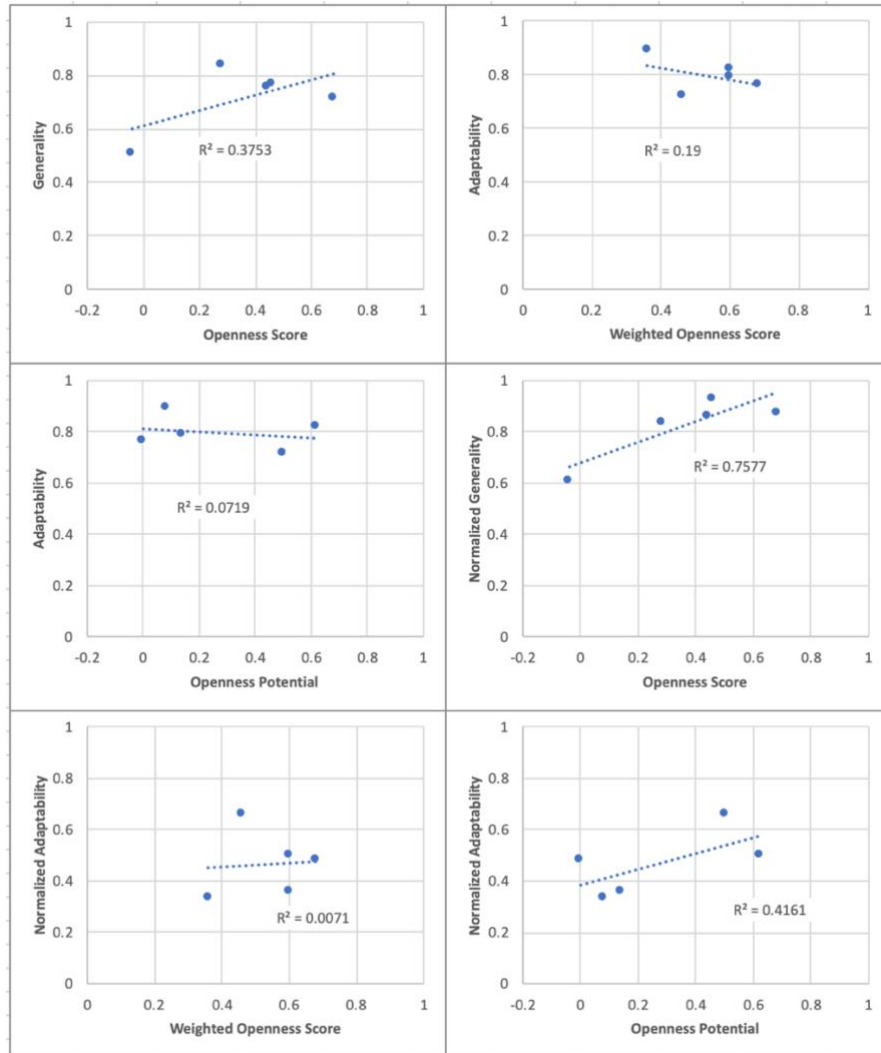 1
0.8
0.6
0.4
0.2
0
Generality
R² = 0.3753
-0.2 0 0.2 0.4 0.6 0.8 1
Openness Score
1
0.8
0.6
0.4
0.2
0
Adaptability
R² = 0.19
0 0.2 0.4 0.6 0.8 1
Weighted Openness Score
1
0.8
0.6
0.4
0.2
0
Adaptability
R² = 0.0719
-0.2 0 0.2 0.4 0.6 0.8 1
Openness Potential
1
0.8
0.6
0.4
0.2
0
Normalized Generality
R² = 0.7577
-0.2 0 0.2 0.4 0.6 0.8 1
Openness Score
1
0.8
0.6
0.4
0.2
0
Normalized Adaptability
R² = 0.0071
0 0.2 0.4 0.6 0.8 1
Weighted Openness Score
1
0.8
0.6
0.4
0.2
0
Normalized Adaptability
R² = 0.4161
-0.2 0 0.2 0.4 0.6 0.8 1
Openness Potential